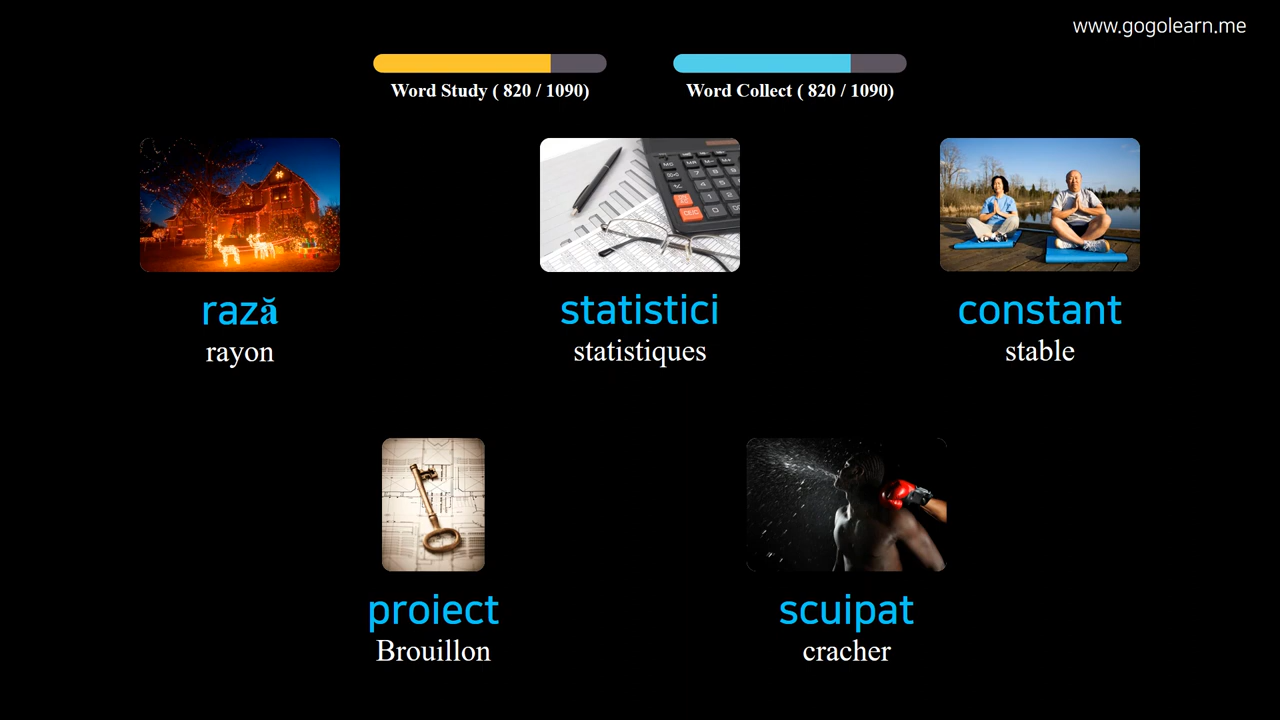 www.gogolearn.me
Word Study ( 820 / 1090)
Word Collect ( 820 / 1090)
rază
rayon
statistici
statistiques
constant
stable
proiect
Brouillon
scuipat
cracher